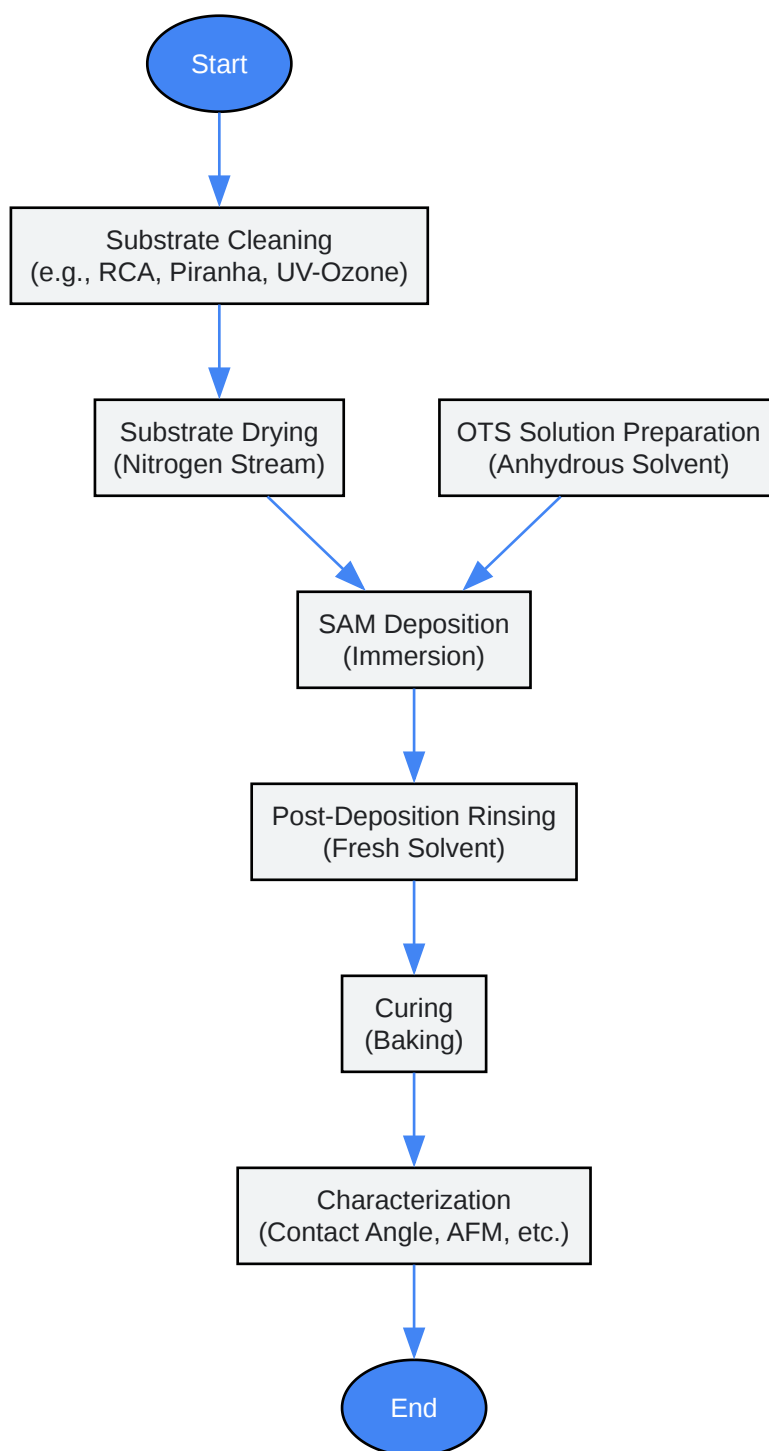 Start
Substrate Cleaning
(e.g., RCA, Piranha, UV-Ozone)
Substrate Drying
(Nitrogen Stream)
OTS Solution Preparation
(Anhydrous Solvent)
SAM Deposition
(Immersion)
Post-Deposition Rinsing
(Fresh Solvent)
Curing
(Baking)
Characterization
(Contact Angle, AFM, etc.)
End